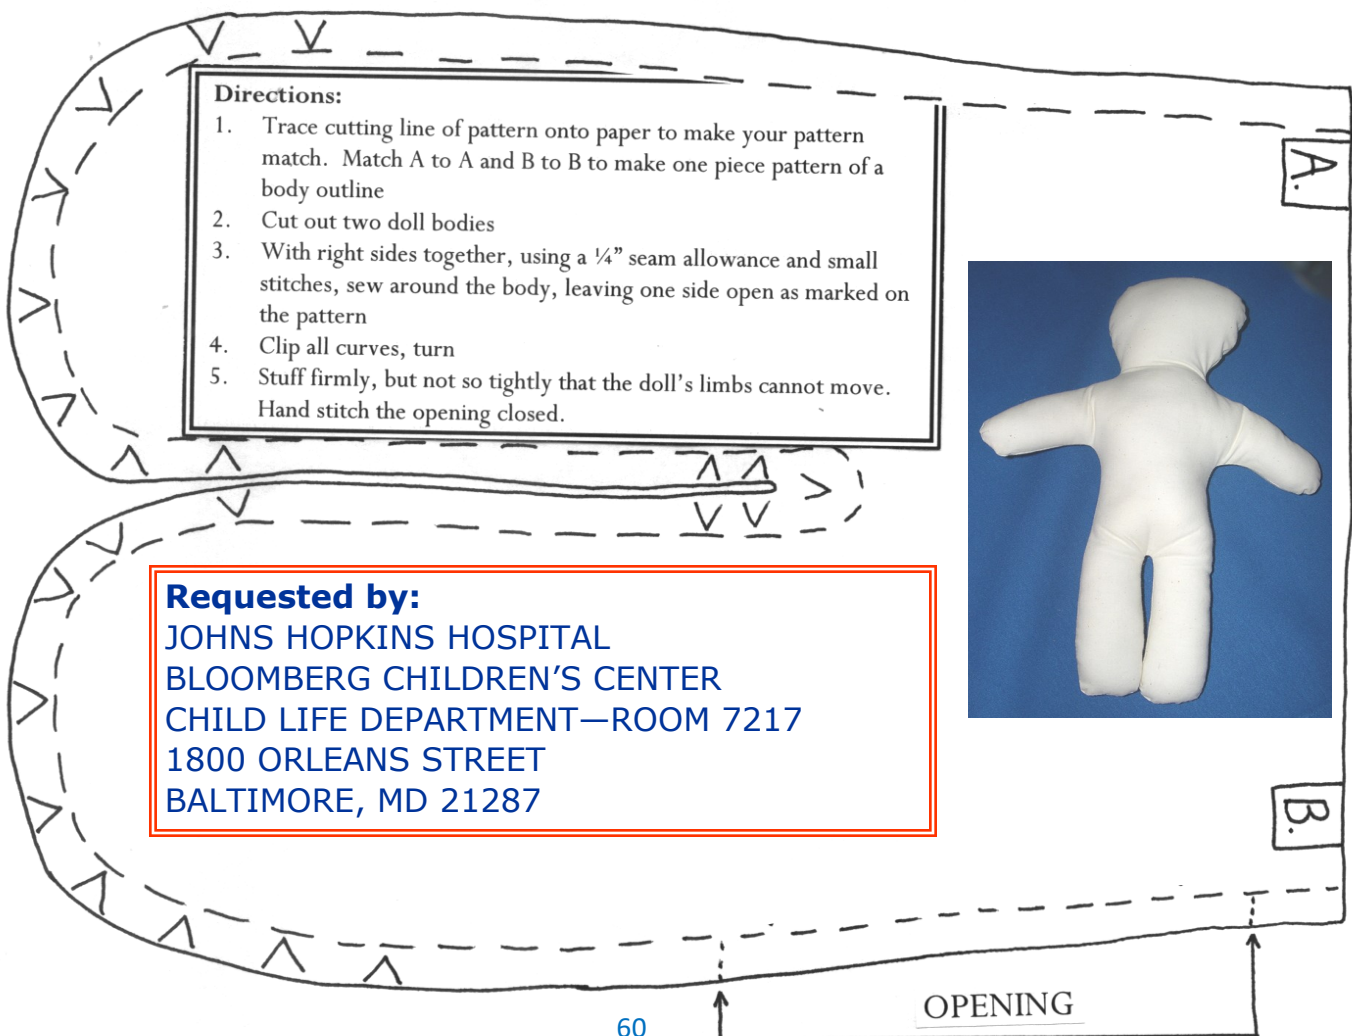 Directions:
1. Trace cutting line of pattern onto paper to make your pattern
match. Match A to A and B to B to make one piece pattern of a
body outline
2. Cut out two doll bodies
3. With right sides together, using a ¼” seam allowance and small
stitches, sew around the body, leaving one side open as marked on
the pattern
4. Clip all curves, turn
5. Stuff firmly, but not so tightly that the doll’s limbs cannot move.
Hand stitch the opening closed.
A.
Requested by:
JOHNS HOPKINS HOSPITAL
BLOOMBERG CHILDREN’S CENTER
CHILD LIFE DEPARTMENT—ROOM 7217
1800 ORLEANS STREET
BALTIMORE, MD 21287
B.
OPENING
60